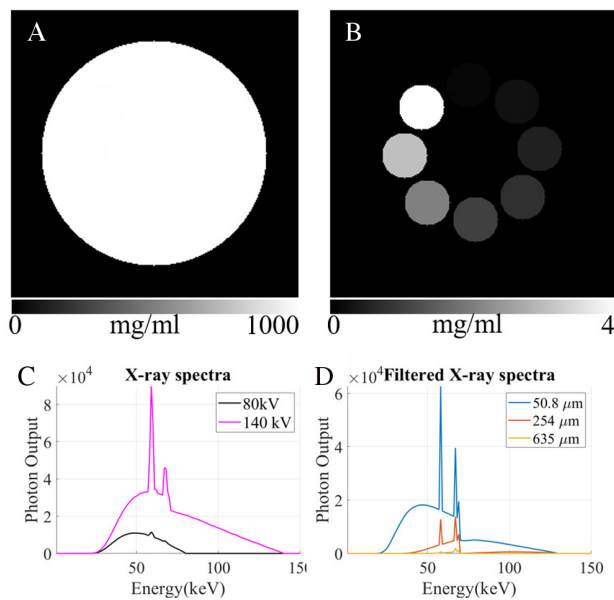 A
B
0 mg/ml 1000
0 mg/ml 4
C ×10⁴ X-ray spectra
80kV
140 kV
Photon Output
8
6
4
2
0
50 100 150
Energy(keV)
D ×10⁴ Filtered X-ray spectra
50.8 μm
254 μm
635 μm
Photon Output
6
4
2
0
50 100 150
Energy(keV)